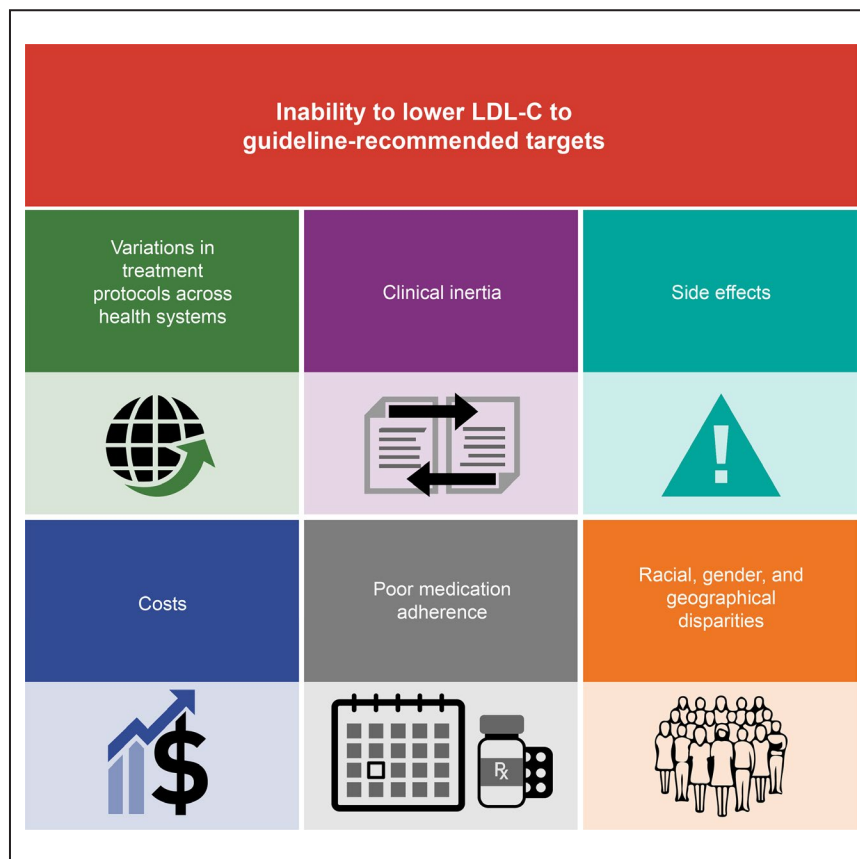 Inability to lower LDL-C to
guideline-recommended targets
Variations in
treatment
protocols across
health systems
Clinical inertia
Side effects
!
Costs
Poor medication
adherence
Racial, gender, and
geographical
disparities
$
Rx